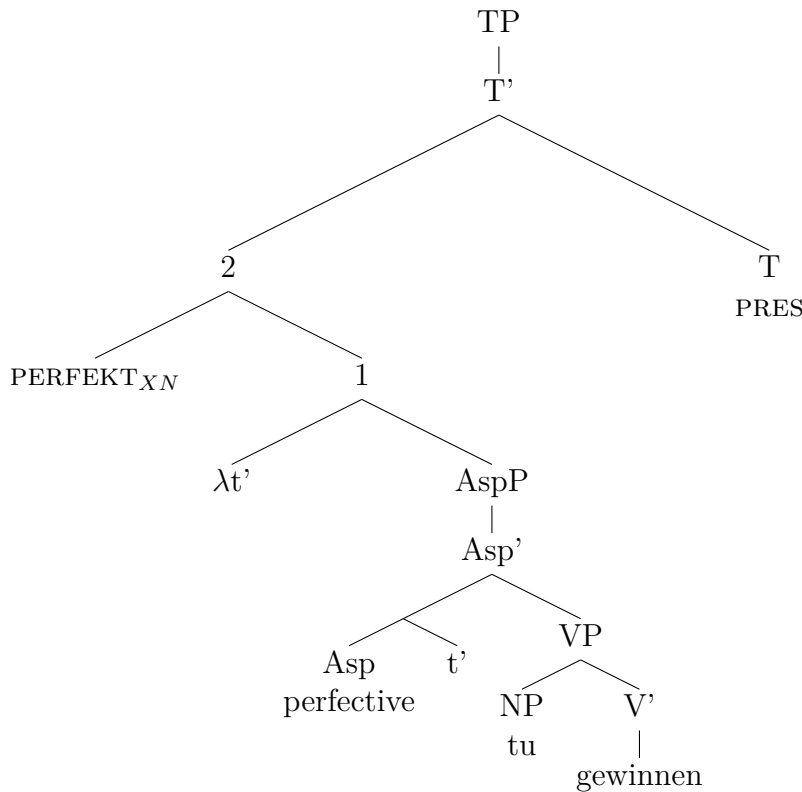 TP
T’
2 T
PRES
PERFEKT_XN 1
λt’ AspP
Asp’
VP
Asp t’
perfective NP V’
tu
gewinnen